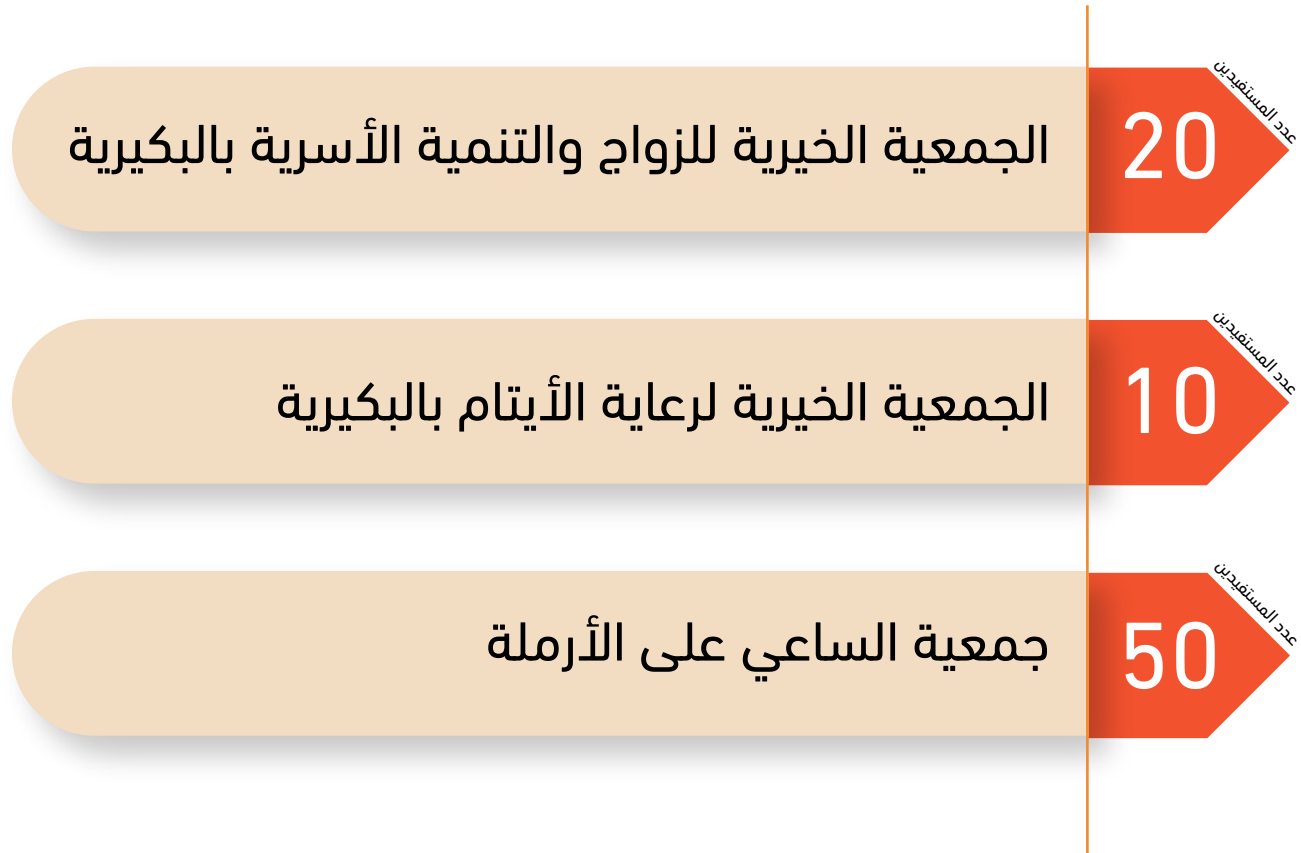 عدد المستفيدين
20
الجمعية الخيرية للزواج والتنمية الأسرية بالبكيرية
عدد المستفيدين
10
الجمعية الخيرية لرعاية الأيتام بالبكيرية
عدد المستفيدين
50
جمعية الساعي على الأرملة